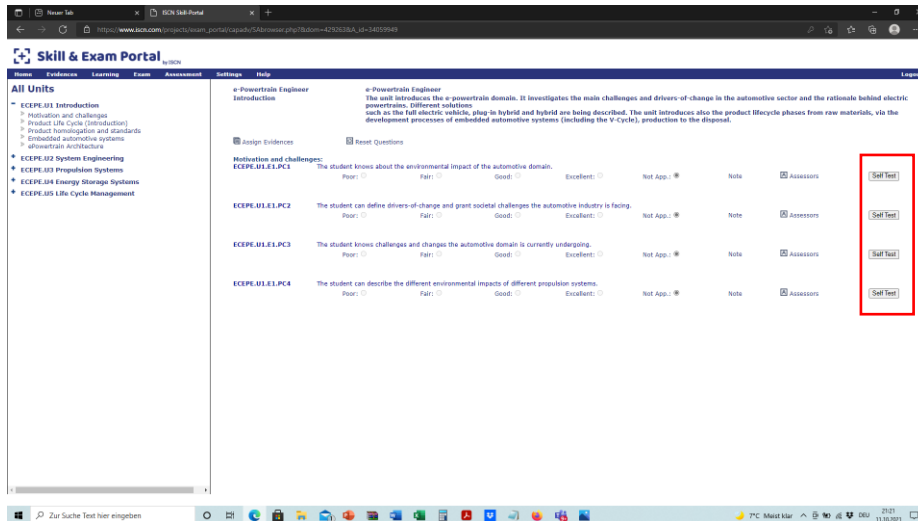 Neuer Tab
ISCN Skill-Portal
https://www.iscn.com/projects/exam_portal/capadv/SAbrowser.php?&dom=429263&A_id=34059949
[+] Skill & Exam Portal by ISCN
Home Evidences Learning Exam Assessment Settings Help
All Units
ECEPE.U1 Introduction
Motivation and challenges
Product Life Cycle (Introduction)
Product homologation and standards
Embedded automotive systems
ePowertrain Architecture
ECEPE.U2 System Engineering
ECEPE.U3 Propulsion Systems
ECEPE.U4 Energy Storage Systems
ECEPE.U5 Life Cycle Management
e-Powertrain Engineer
Introduction
e-Powertrain Engineer
The unit introduces the e-powertrain domain. It investigates the main challenges and drivers-of-change in the automotive sector and the rationale behind electric
powertrains. Different solutions
such as the full electric vehicle, plug-in hybrid and hybrid are being described. The unit introduces also the product lifecycle phases from raw materials, via the
development processes of embedded automotive systems (including the V-Cycle), production to the disposal.
Assign Evidences Reset Questions
Motivation and challenges:
ECEPE.U1.E1.PC1 The student knows about the environmental impact of the automotive domain.
Poor: Fair: Good: Excellent: Not App.: Note Assessors Self Test
ECEPE.U1.E1.PC2 The student can define drivers-of-change and grant societal challenges the automotive industry is facing.
Poor: Fair: Good: Excellent: Not App.: Note Assessors Self Test
ECEPE.U1.E1.PC3 The student knows challenges and changes the automotive domain is currently undergoing.
Poor: Fair: Good: Excellent: Not App.: Note Assessors Self Test
ECEPE.U1.E1.PC4 The student can describe the different environmental impacts of different propulsion systems.
Poor: Fair: Good: Excellent: Not App.: Note Assessors Self Test
Zur Suche Text hier eingeben
7°C Meist klar
DEU
21:21
11.10.2021